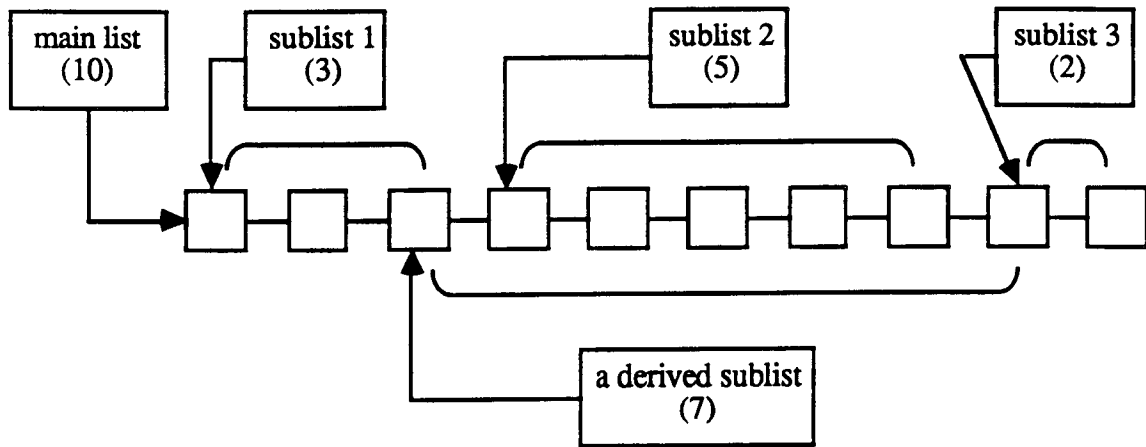 main list
(10)
sublist 1
(3)
sublist 2
(5)
sublist 3
(2)
a derived sublist
(7)